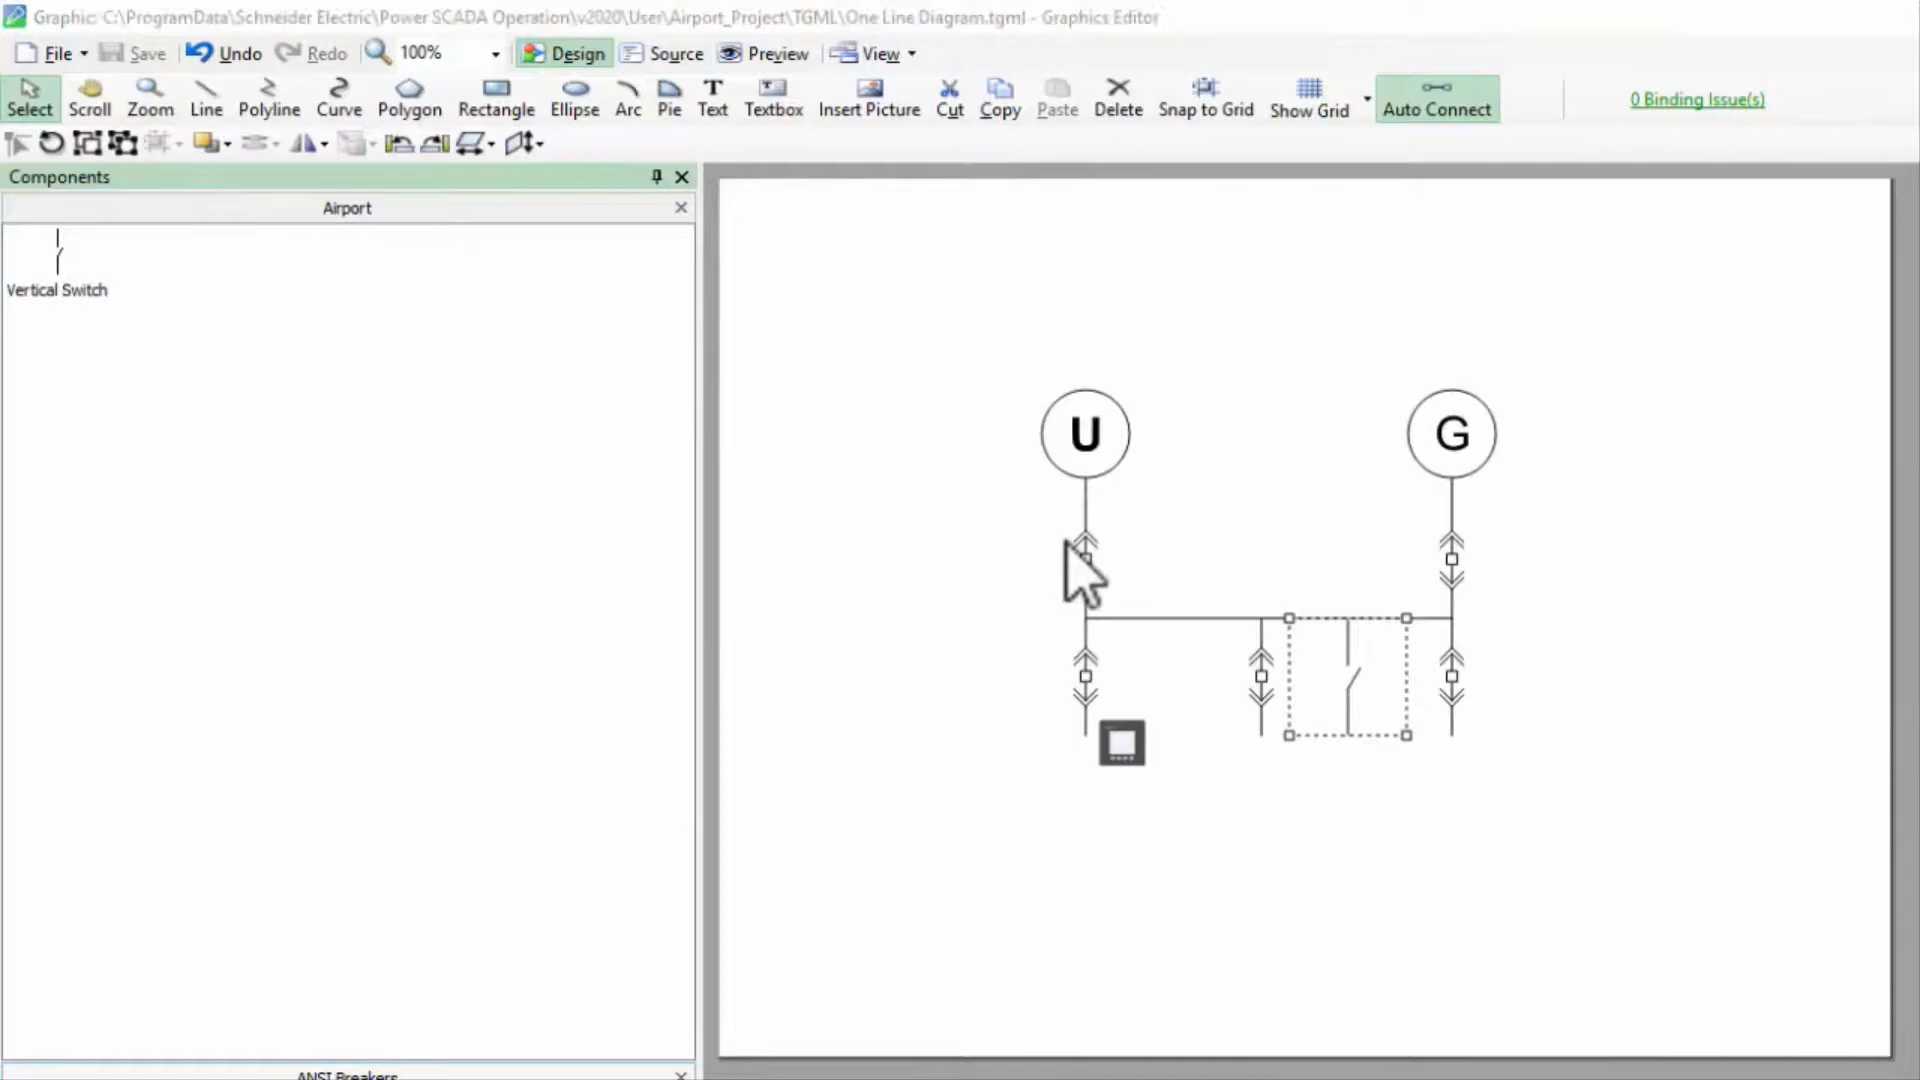 Graphic: C:\ProgramData\Schneider Electric\Power SCADA Operation\v2020\User\Airport_Project\TGML\One Line Diagram.tgml - Graphics Editor
File Save Undo Redo 100% Design Source Preview View
Select Scroll Zoom Line Polyline Curve Polygon Rectangle Ellipse Arc Pie Text Textbox Insert Picture Cut Copy Paste Delete Snap to Grid Show Grid Auto Connect 0 Binding Issue(s)
Components
Airport
Vertical Switch
U G
ANSI Breakers